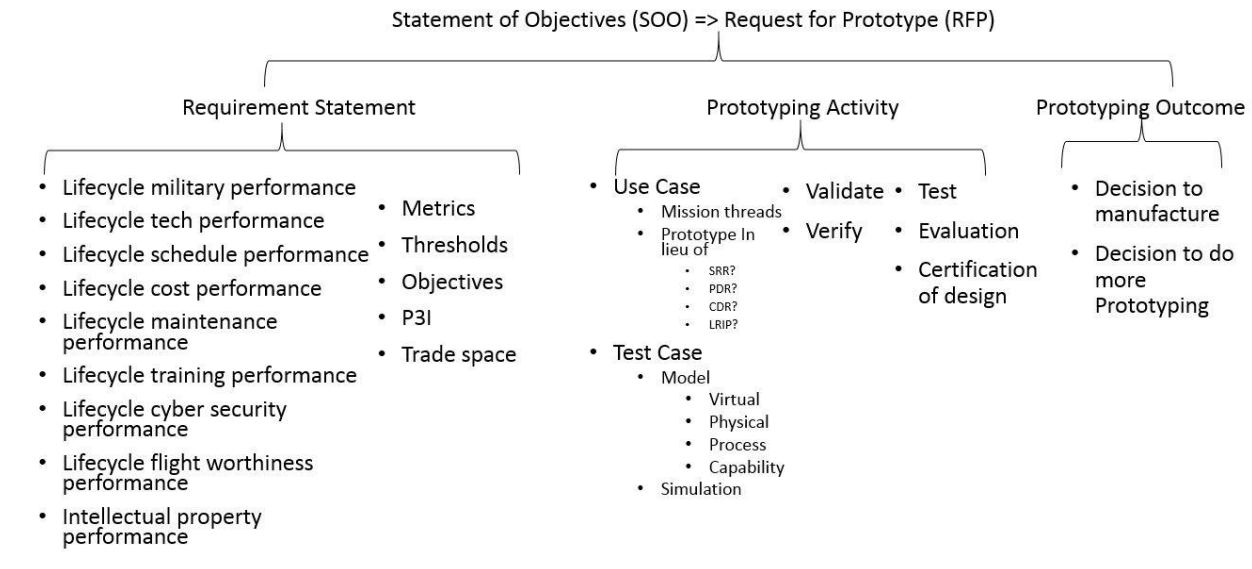 Statement of Objectives (SOO) => Request for Prototype (RFP)
Requirement Statement
• Lifecycle military performance
• Lifecycle tech performance
• Lifecycle schedule performance
• Lifecycle cost performance
• Lifecycle maintenance
performance
• Lifecycle training performance
• Lifecycle cyber security
performance
• Lifecycle flight worthiness
performance
• Intellectual property
performance
• Metrics
• Thresholds
• Objectives
• P3I
• Trade space
Prototyping Activity
• Use Case
• Mission threads
• Prototype In
lieu of
• SRR?
• PDR?
• CDR?
• LRIP?
• Test Case
• Model
• Virtual
• Physical
• Process
• Capability
• Simulation
• Validate
• Verify
• Test
• Evaluation
• Certification
of design
Prototyping Outcome
• Decision to
manufacture
• Decision to do
more
Prototyping